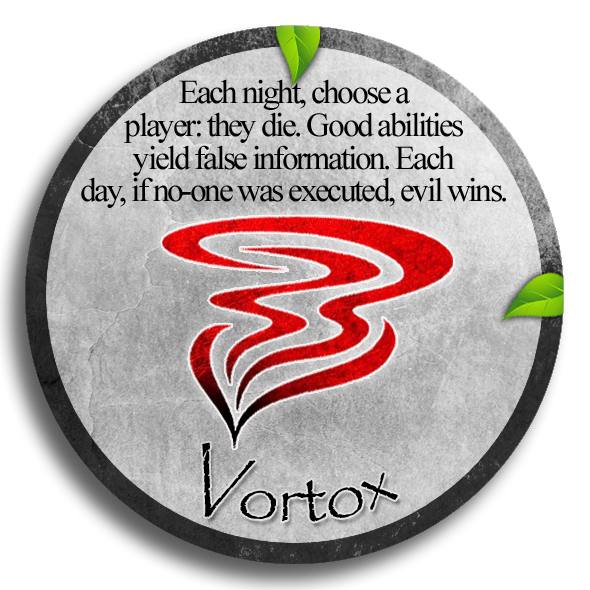 Each night, choose a
player: they die. Good abilities
yield false information. Each
day, if no-one was executed, evil wins.
Vortox